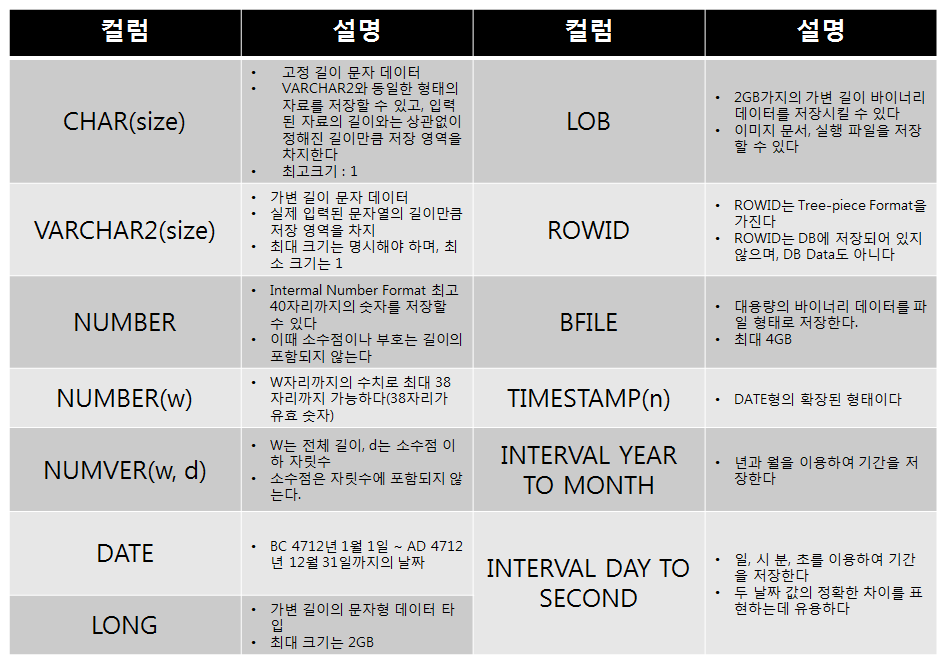 컬럼
설명
컬럼
설명
CHAR(size)
• 고정 길이 문자 데이터
• VARCHAR2와 동일한 형태의
자료를 저장할 수 있고, 입력
된 자료의 길이와는 상관없이
정해진 길이만큼 저장 영역을
차지한다
• 최고크기 : 1
LOB
• 2GB가지의 가변 길이 바이너리
데이터를 저장시킬 수 있다
• 이미지 문서, 실행 파일을 저장
할 수 있다
VARCHAR2(size)
• 가변 길이 문자 데이터
• 실제 입력된 문자열의 길이만큼
저장 영역을 차지
• 최대 크기는 명시해야 하며, 최
소 크기는 1
ROWID
• ROWID는 Tree-piece Format을
가진다
• ROWID는 DB에 저장되어 있지
않으며, DB Data도 아니다
NUMBER
• Intermal Number Format 최고
40자리까지의 숫자를 저장할
수 있다
• 이때 소수점이나 부호는 길이의
포함되지 않는다
BFILE
• 대용량의 바이너리 데이터를 파
일 형태로 저장한다.
• 최대 4GB
NUMBER(w)
• W자리까지의 수치로 최대 38
자리까지 가능하다(38자리가
유효 숫자)
TIMESTAMP(n)
• DATE형의 확장된 형태이다
NUMVER(w, d)
• W는 전체 길이, d는 소수점 이
하 자릿수
• 소수점은 자릿수에 포함되지 않
는다.
INTERVAL YEAR
TO MONTH
• 년과 월을 이용하여 기간을 저
장한다
DATE
• BC 4712년 1월 1일 ~ AD 4712
년 12월 31일까지의 날짜
INTERVAL DAY TO
SECOND
• 일, 시 분, 초를 이용하여 기간
을 저장한다
• 두 날짜 값의 정확한 차이를 표
현하는데 유용하다
LONG
• 가변 길이의 문자형 데이터 타
입
• 최대 크기는 2GB